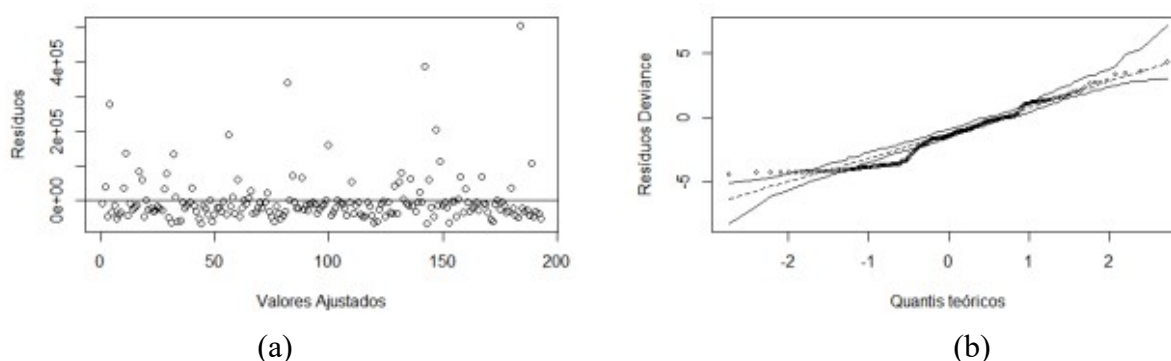 Resíduos
4e+05
2e+05
0e+00
0
50
100
150
200
Valores Ajustados
(a)
Resíduos Deviance
5
0
-5
-2
-1
0
1
2
Quantis teóricos
(b)